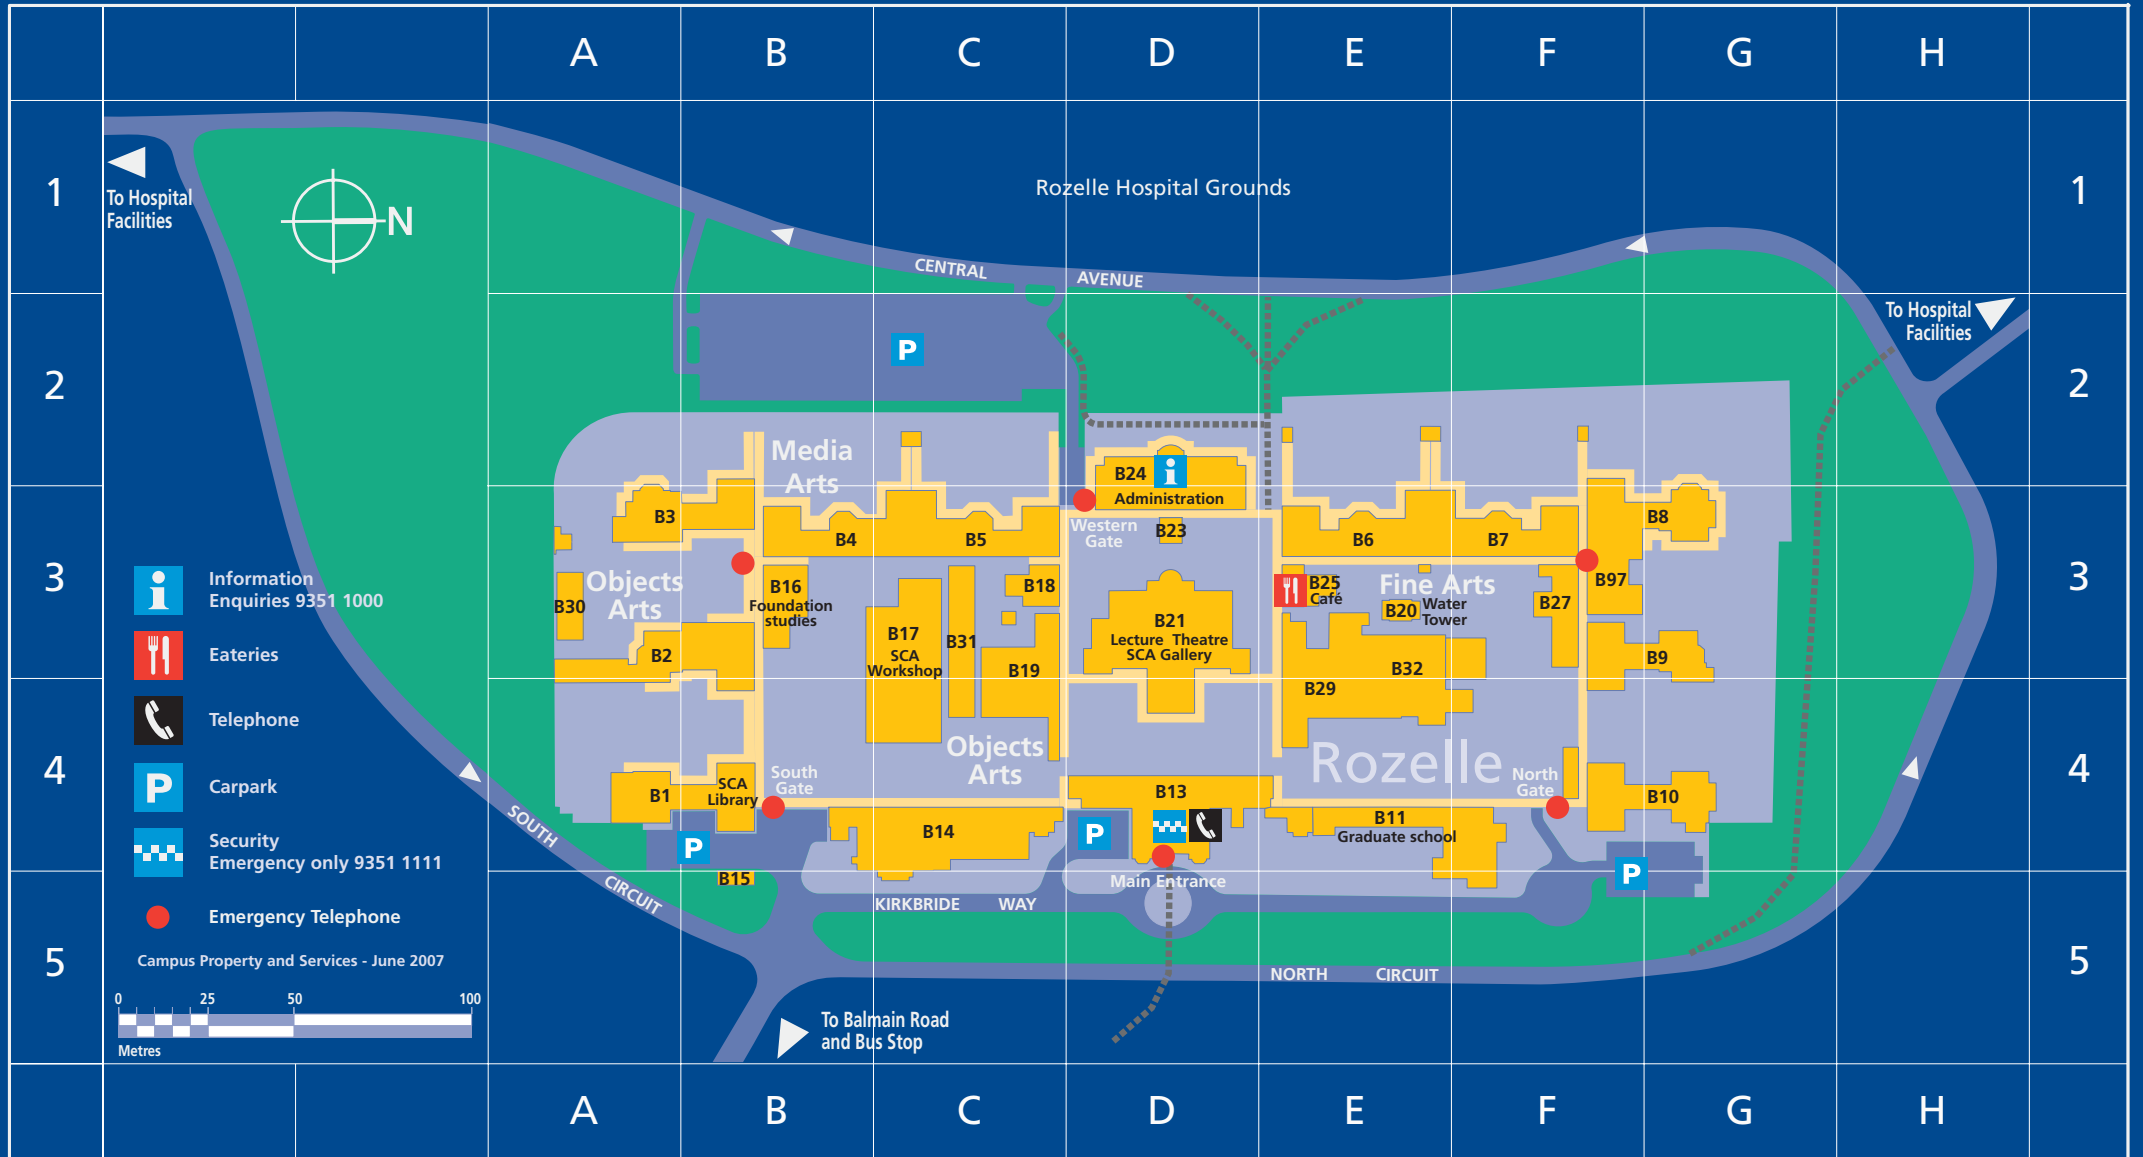 A B C D E F G H
1
Rozelle Hospital Grounds
1
To Hospital
Facilities
N
CENTRAL AVENUE
To Hospital
Facilities
2
P
2
Media
Arts
B24
i
Administration
Western
Gate
B23
B3
B4
B5
B6
B7
B8
3
3
Information
Enquiries 9351 1000
Objects
Arts
B30
B16
Foundation
studies
B18
B25
Café
Fine Arts
B20
Water
Tower
B27
B97
B2
B17
SCA
Workshop
B31
B19
B21
Lecture Theatre
SCA Gallery
B32
B29
B9
Eateries
Telephone
4
4
Objects
Arts
Rozelle
South
Gate
North
Gate
B1
SCA
Library
B13
B10
P
Carpark
SOUTH CIRCUIT
P
B14
P
B11
Graduate school
Security
Emergency only 9351 1111
P
B15
Main Entrance
KIRKBRIDE WAY
Emergency Telephone
5
5
Campus Property and Services - June 2007
NORTH CIRCUIT
0 25 50 100
Metres
To Balmain Road
and Bus Stop
A B C D E F G H